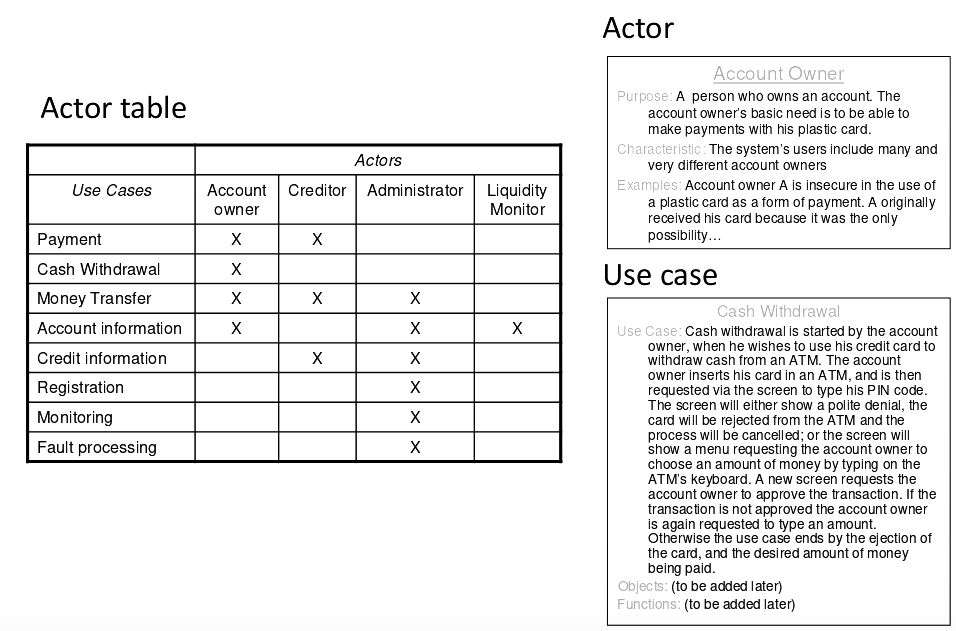 Actor table
Actors
Use Cases Account owner Creditor Administrator Liquidity Monitor
Payment X X
Cash Withdrawal X
Money Transfer X X X
Account information X X X
Credit information X X
Registration X
Monitoring X
Fault processing X
Actor
Account Owner
Purpose: A person who owns an account. The
account owner's basic need is to be able to
make payments with his plastic card.
Characteristic: The system's users include many and
very different account owners
Examples: Account owner A is insecure in the use of
a plastic card as a form of payment. A originally
received his card because it was the only
possibility…
Use case
Cash Withdrawal
Use Case: Cash withdrawal is started by the account
owner, when he wishes to use his credit card to
withdraw cash from an ATM. The account
owner inserts his card in an ATM, and is then
requested via the screen to type his PIN code.
The screen will either show a polite denial, the
card will be rejected from the ATM and the
process will be cancelled; or the screen will
show a menu requesting the account owner to
choose an amount of money by typing on the
ATM's keyboard. A new screen requests the
account owner to approve the transaction. If the
transaction is not approved the account owner
is again requested to type an amount.
Otherwise the use case ends by the ejection of
the card, and the desired amount of money
being paid.
Objects: (to be added later)
Functions: (to be added later)